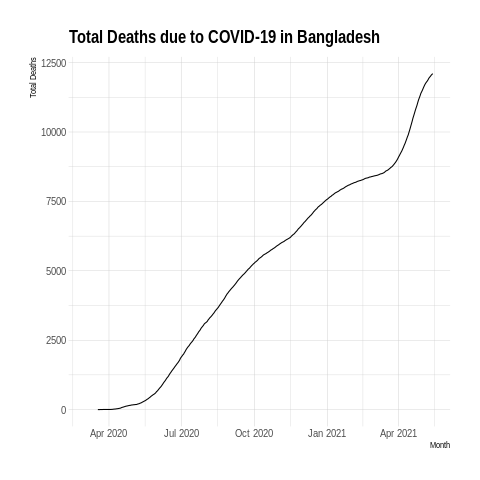 Total Deaths due to COVID-19 in Bangladesh
Total Deaths
12500
10000
7500
5000
2500
0
Apr 2020 Jul 2020 Oct 2020 Jan 2021 Apr 2021
Month